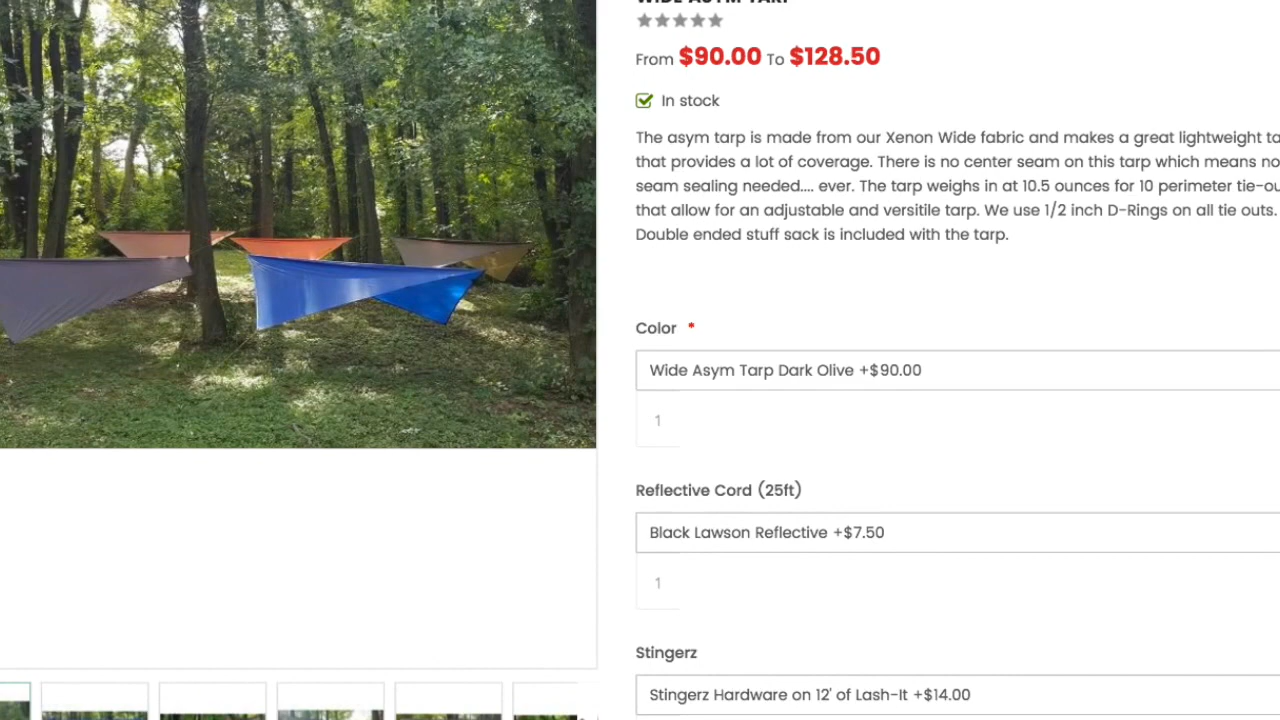 WIDE ASYM TARP
From $90.00 To $128.50
In stock
The asym tarp is made from our Xenon Wide fabric and makes a great lightweight
that provides a lot of coverage. There is no center seam on this tarp which means no
seam sealing needed.... ever. The tarp weighs in at 10.5 ounces for 10 perimeter
that allow for an adjustable and versitile tarp. We use 1/2 inch D-Rings on all tie outs.
Double ended stuff sack is included with the tarp.
Color *
Wide Asym Tarp Dark Olive +$90.00
1
Reflective Cord (25ft)
Black Lawson Reflective +$7.50
1
Stingerz
Stingerz Hardware on 12' of Lash-It +$14.00